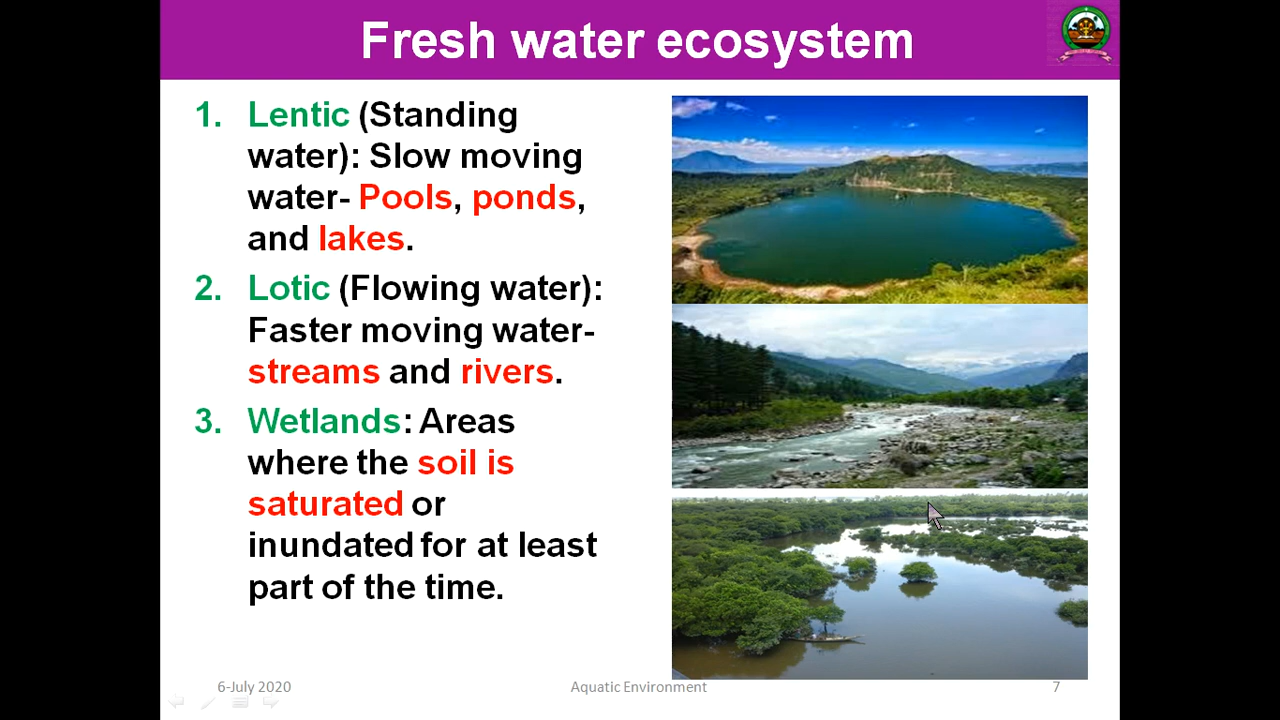 Fresh water ecosystem
1. Lentic (Standing
water): Slow moving
water- Pools, ponds,
and lakes.
2. Lotic (Flowing water):
Faster moving water-
streams and rivers.
3. Wetlands: Areas
where the soil is
saturated or
inundated for at least
part of the time.
6-July 2020
Aquatic Environment
7